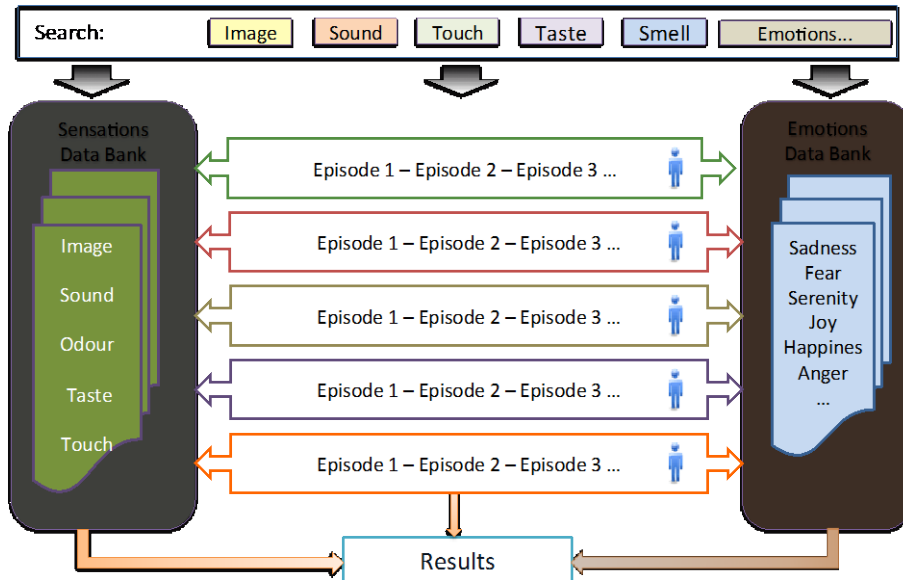 Search: Image Sound Touch Taste Smell Emotions...
Sensations
Data Bank
Image
Sound
Odour
Taste
Touch
Episode 1 – Episode 2 – Episode 3 ...
Episode 1 – Episode 2 – Episode 3 ...
Episode 1 – Episode 2 – Episode 3 ...
Episode 1 – Episode 2 – Episode 3 ...
Episode 1 – Episode 2 – Episode 3 ...
Emotions
Data Bank
Sadness
Fear
Serenity
Joy
Happines
Anger
...
Results